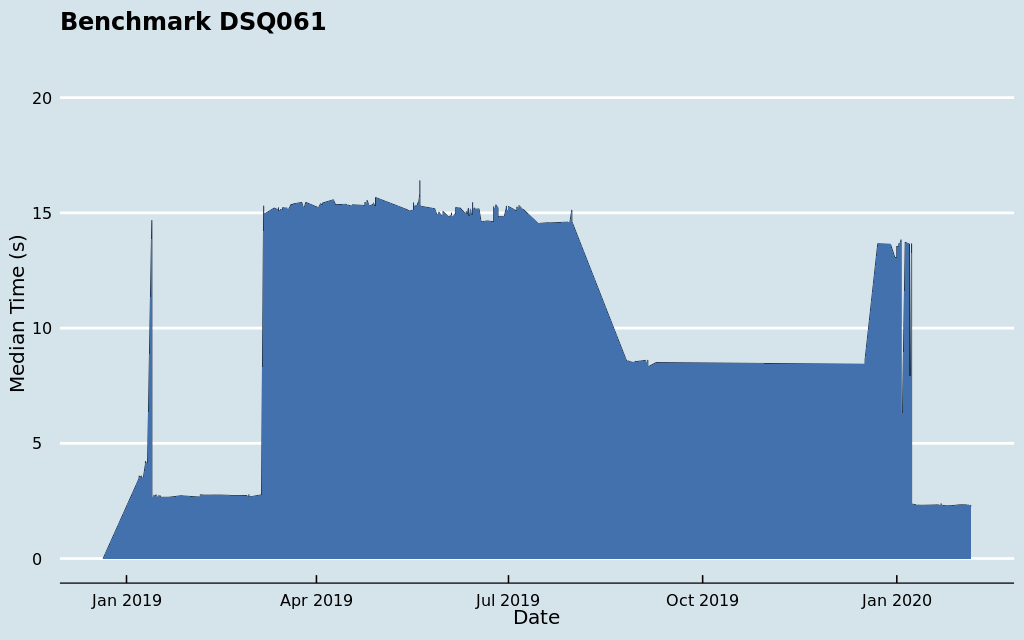 Benchmark DSQ061
Median Time (s)
20
15
10
5
0
Jan 2019
Apr 2019
Jul 2019
Oct 2019
Jan 2020
Date